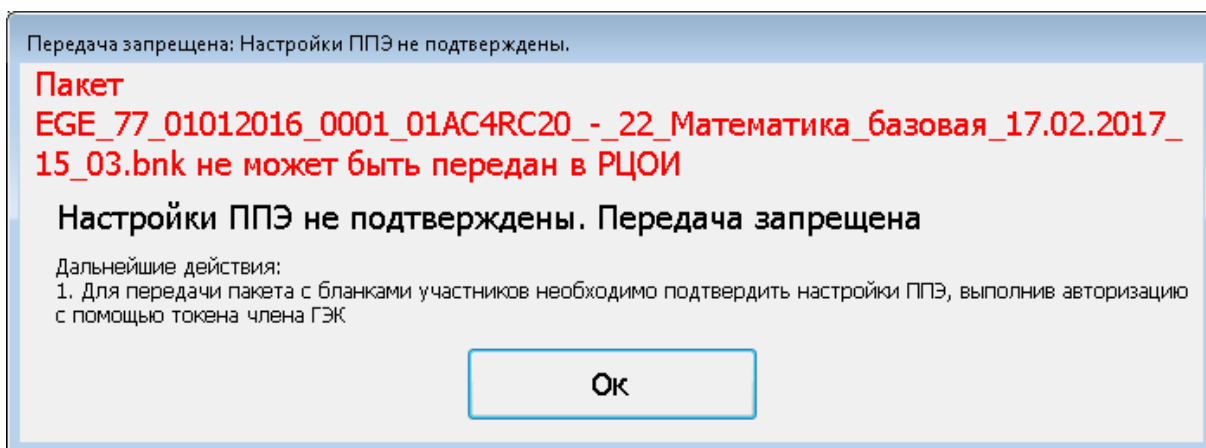 Передача запрещена: Настройки ППЭ не подтверждены.
Пакет
EGE_77_01012016_0001_01AC4RC20_-_22_Математика_базовая_17.02.2017_
15_03.bnk не может быть передан в РЦОИ
Настройки ППЭ не подтверждены. Передача запрещена
Дальнейшие действия:
1. Для передачи пакета с бланками участников необходимо подтвердить настройки ППЭ, выполнив авторизацию
с помощью токена члена ГЭК
Ок